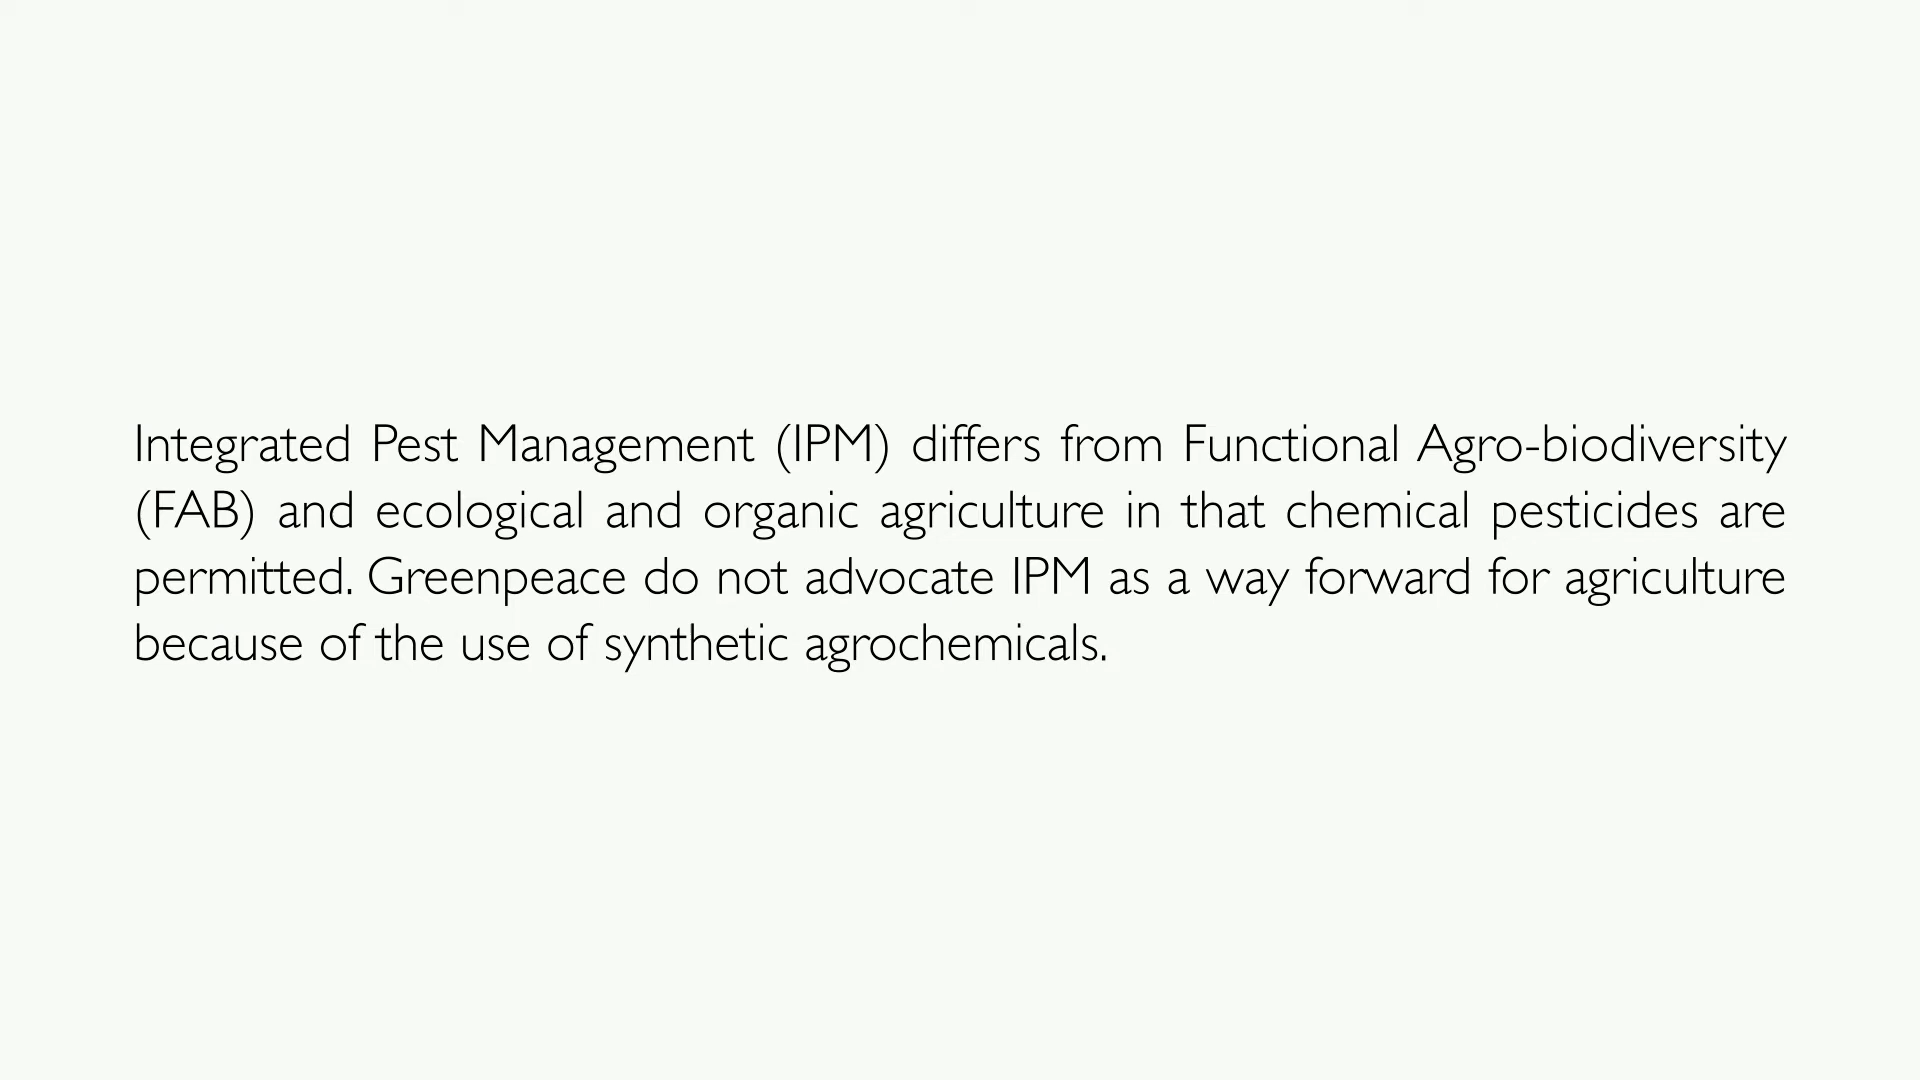 Integrated Pest Management (IPM) differs from Functional Agro-biodiversity
(FAB) and ecological and organic agriculture in that chemical pesticides are
permitted. Greenpeace do not advocate IPM as a way forward for agriculture
because of the use of synthetic agrochemicals.